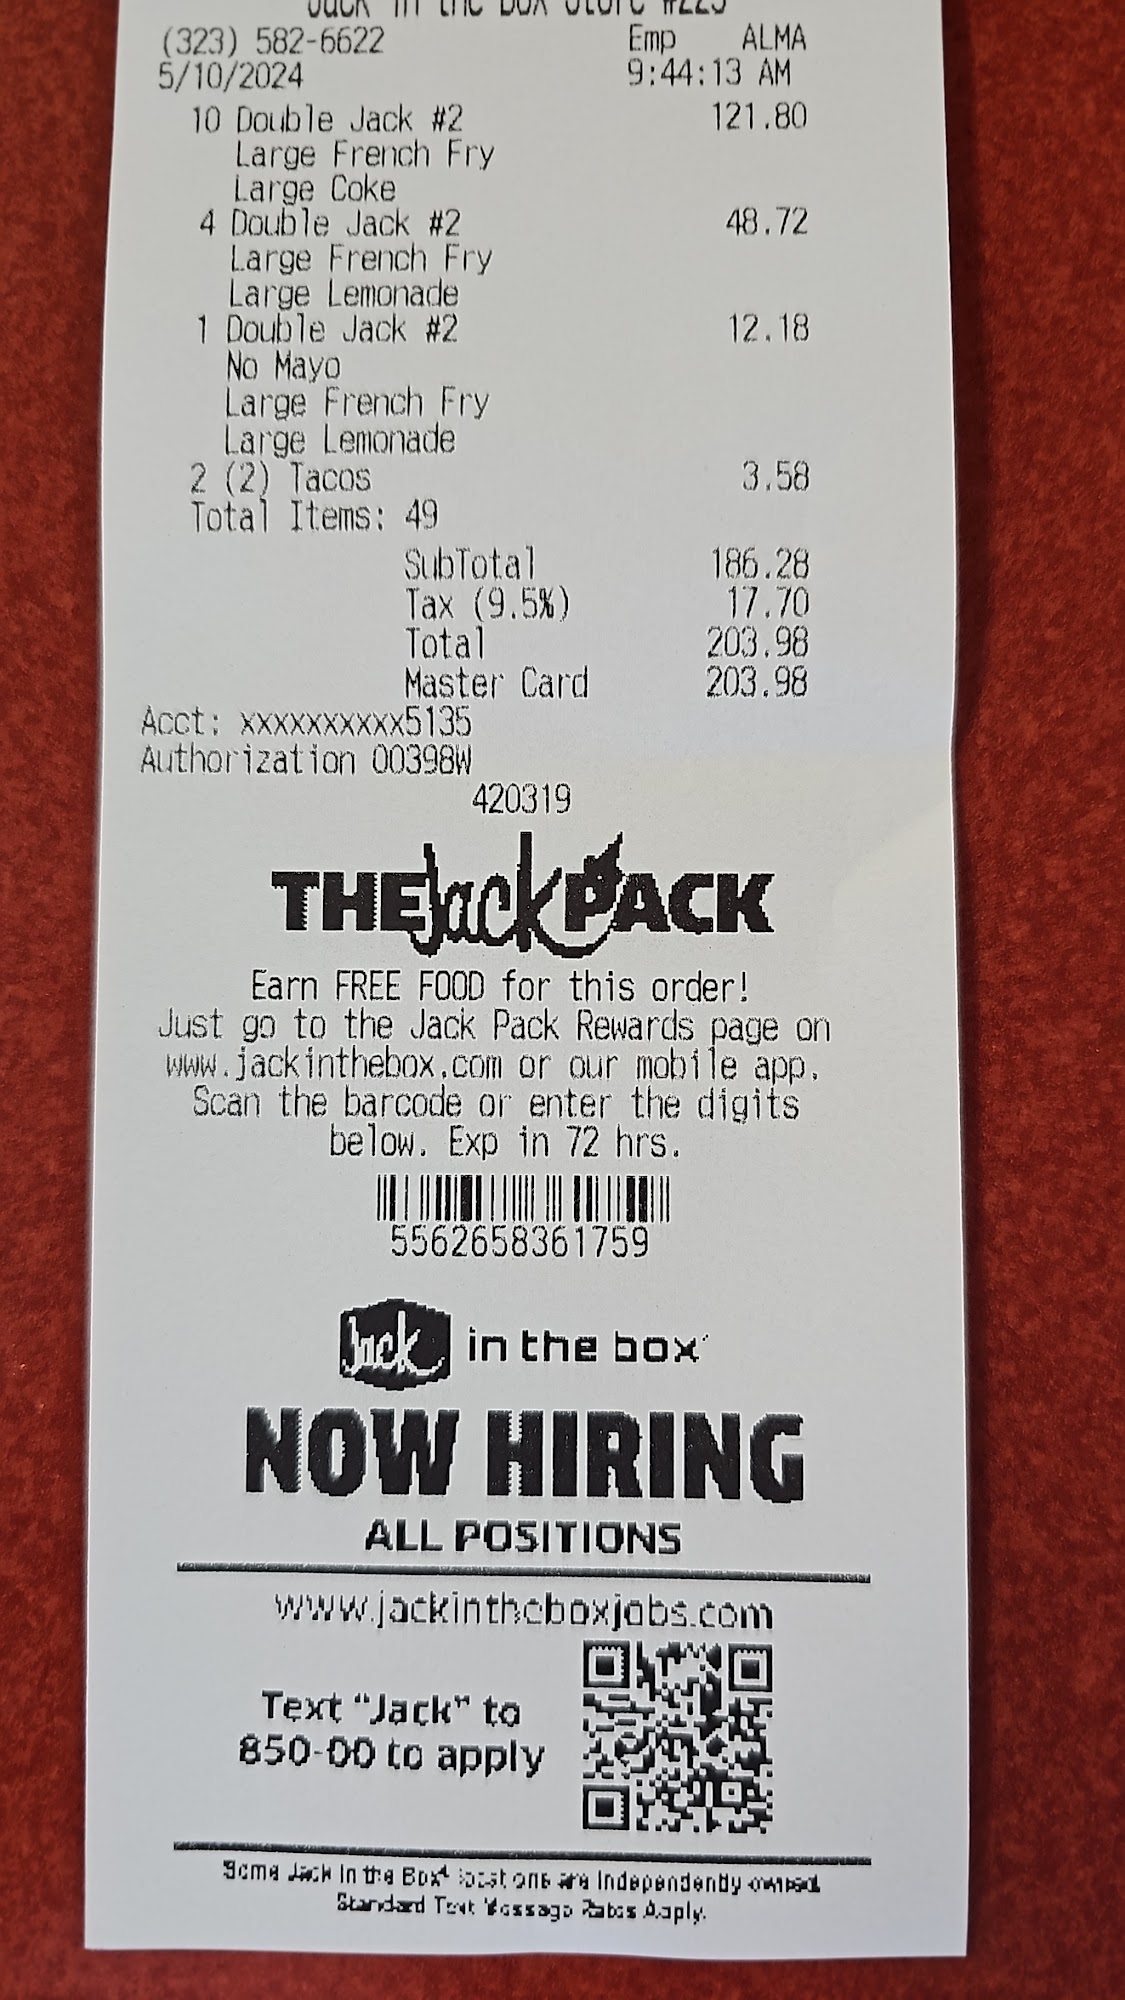 Jack in the Box Store #223
(323) 582-6622 Emp ALMA
5/10/2024 9:44:13 AM
10 Double Jack #2 121.80
Large French Fry
Large Coke
4 Double Jack #2 48.72
Large French Fry
Large Lemonade
1 Double Jack #2 12.18
No Mayo
Large French Fry
Large Lemonade
2 (2) Tacos 3.58
Total Items: 49
SubTotal 186.28
Tax (9.5%) 17.70
Total 203.98
Master Card 203.98
Acct: xxxxxxxxxx5135
Authorization 00398W
420319
THE Jack PACK
Earn FREE FOOD for this order!
Just go to the Jack Pack Rewards page on
www.jackinthebox.com or our mobile app.
Scan the barcode or enter the digits
below. Exp in 72 hrs.
5562658361759
Jack in the box
NOW HIRING
ALL POSITIONS
www.jackintheboxjobs.com
Text "Jack" to
850-00 to apply
Some Jack in the Box locations are independently owned.
Standard Text Message Rates Apply.